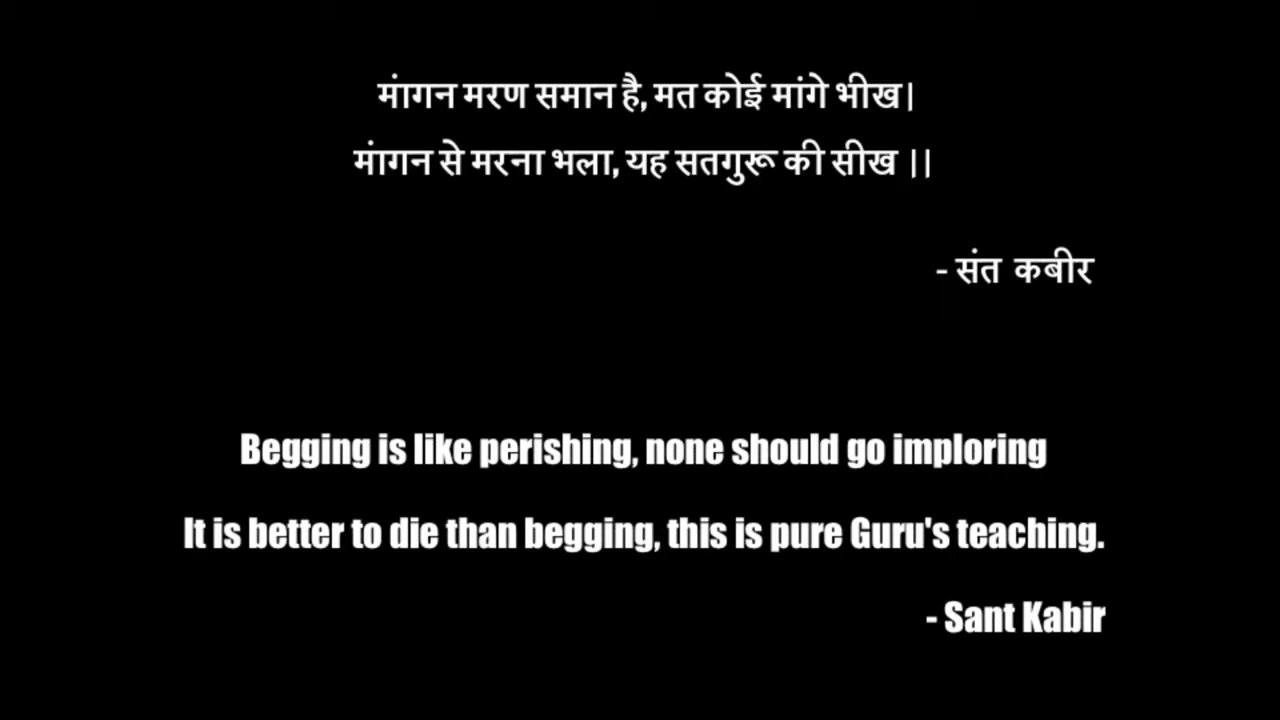 मांगन मरण समान है, मत कोई मांगे भीख|
मांगन से मरना भला, यह सतगुरू की सीख ||
- संत कबीर
Begging is like perishing, none should go imploring
It is better to die than begging, this is pure Guru's teaching.
- Sant Kabir